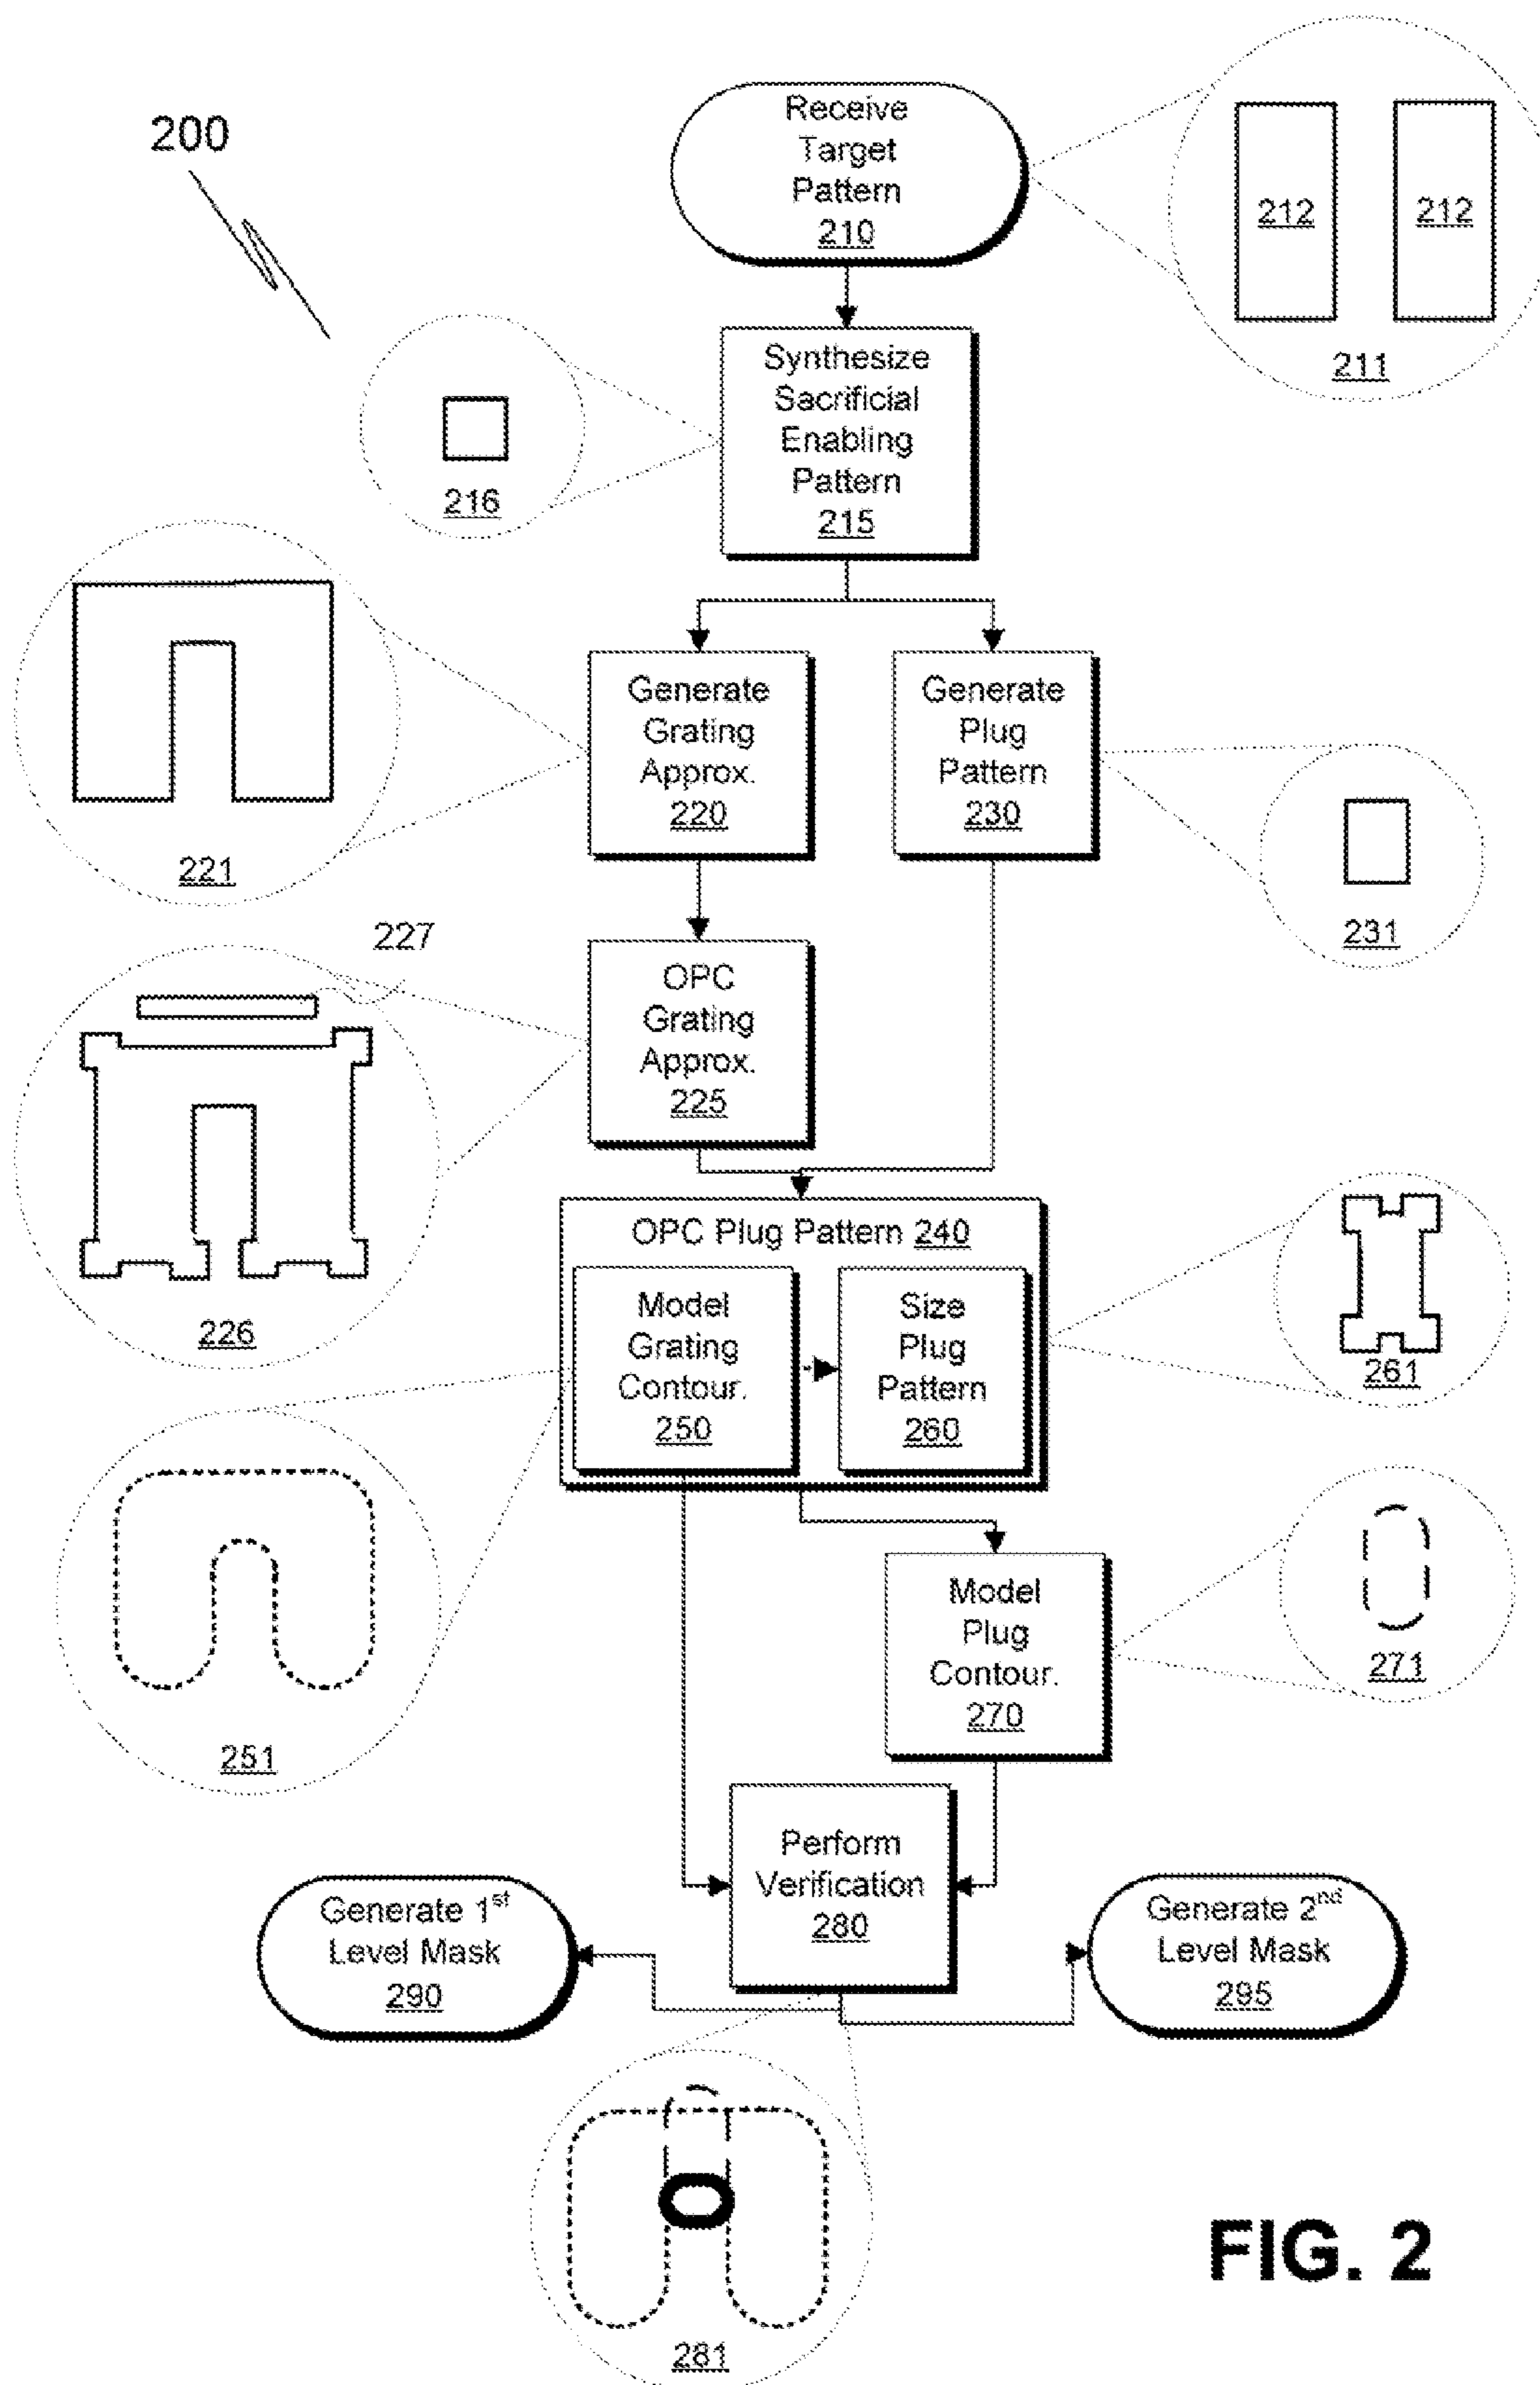 200
Receive
Target
Pattern
210
212
212
211
Synthesize
Sacrificial
Enabling
Pattern
215
216
221
Generate
Grating
Approx.
220
Generate
Plug
Pattern
230
231
227
OPC
Grating
Approx.
225
226
OPC Plug Pattern 240
Model
Grating
Contour.
250
Size
Plug
Pattern
260
261
251
Model
Plug
Contour.
270
271
Perform
Verification
280
Generate 1st
Level Mask
290
Generate 2nd
Level Mask
295
281
FIG. 2